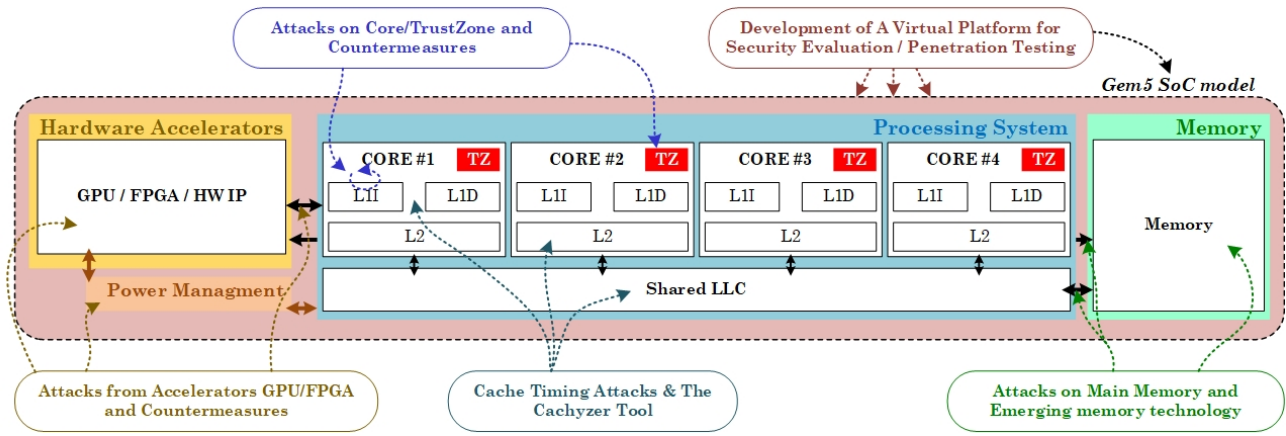 Attacks on Core/TrustZone and
Countermeasures
Development of A Virtual Platform for
Security Evaluation / Penetration Testing
Gem5 SoC model
Hardware Accelerators
Processing System
Memory
CORE #1
TZ
CORE #2
TZ
CORE #3
TZ
CORE #4
TZ
GPU / FPGA / HW IP
L1I
L1D
L1I
L1D
L1I
L1D
L1I
L1D
Memory
L2
L2
L2
L2
Power Managment
Shared LLC
Attacks from Accelerators GPU/FPGA
and Countermeasures
Cache Timing Attacks & The
Cachyzer Tool
Attacks on Main Memory and
Emerging memory technology